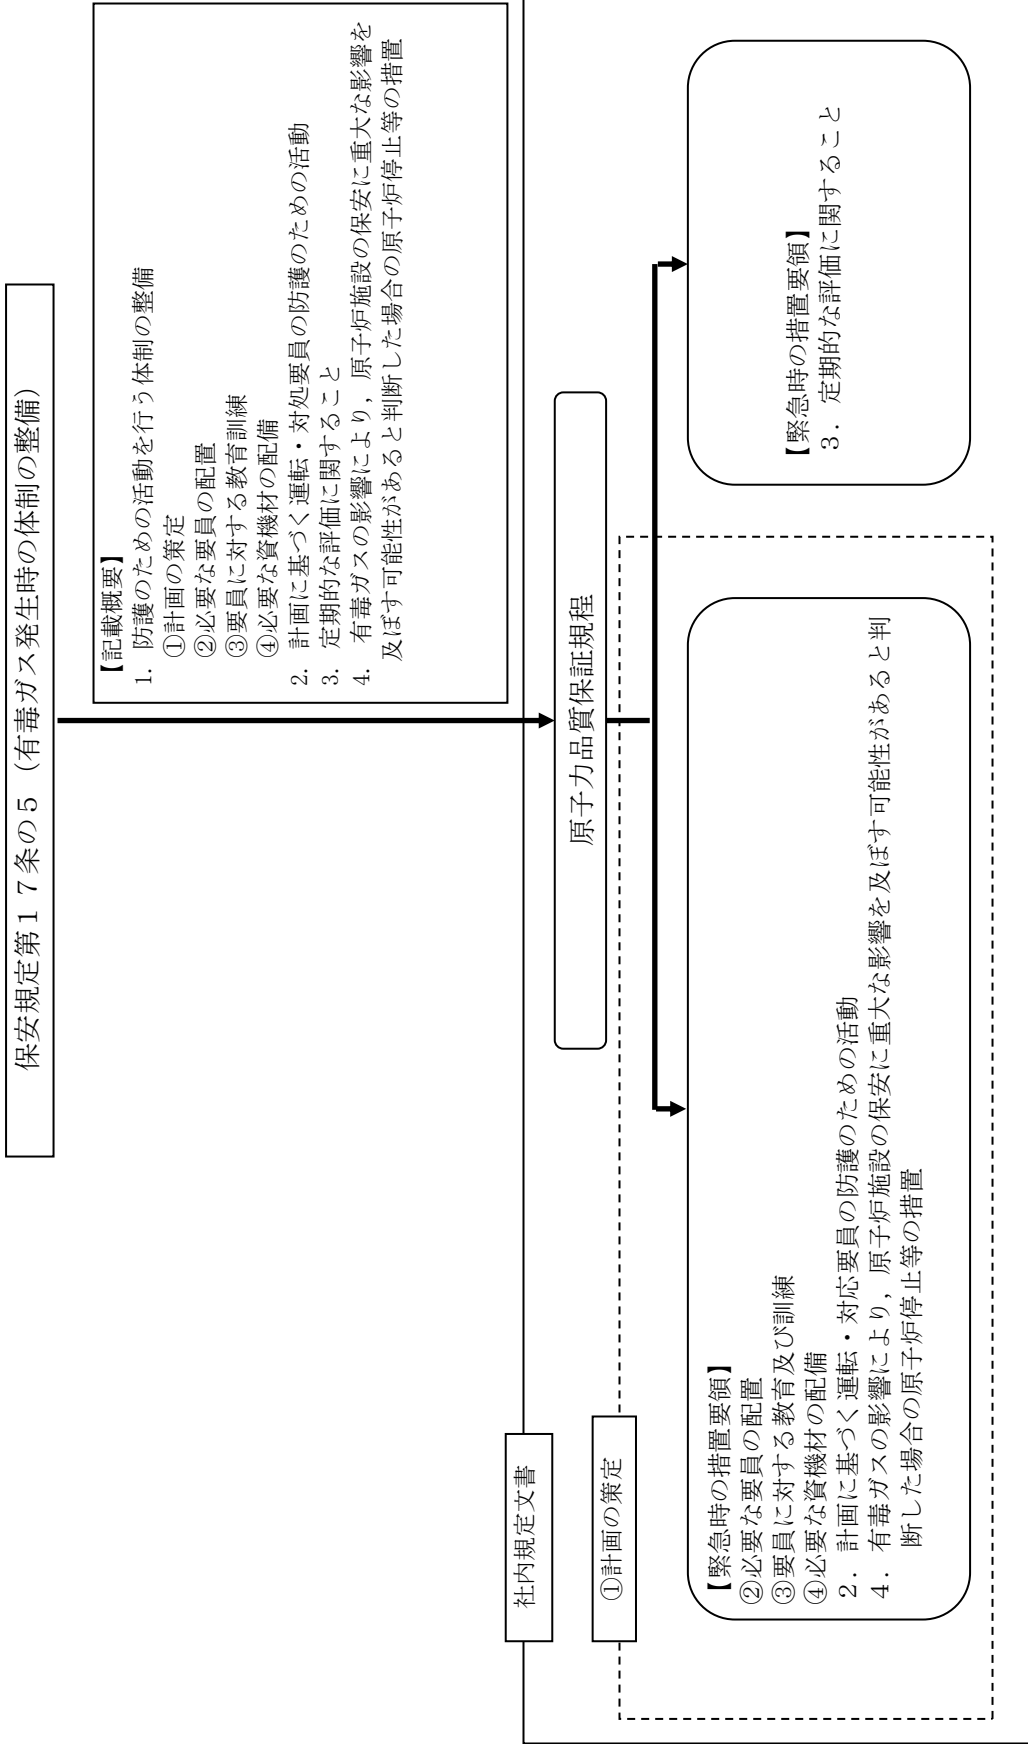 保安規定第１７条の５（有毒ガス発生時の体制の整備）
【記載概要】
1. 防護のための活動を行う体制の整備
①計画の策定
②必要な要員の配置
③要員に対する教育訓練
④必要な資機材の配備
2. 計画に基づく運転・対処要員の防護のための活動
3. 定期的な評価に関すること
4. 有毒ガスの影響により，原子炉施設の保安に重大な影響を
及ぼす可能性があると判断した場合の原子炉停止等の措置
社内規定文書
原子力品質保証規程
①計画の策定
【緊急時の措置要領】
②必要な要員の配置
③要員に対する教育及び訓練
④必要な資機材の配備
２．計画に基づく運転・対応要員の防護のための活動
４．有毒ガスの影響により，原子炉施設の保安に重大な影響を及ぼす可能性があると判
断した場合の原子炉停止等の措置
【緊急時の措置要領】
３．定期的な評価に関すること